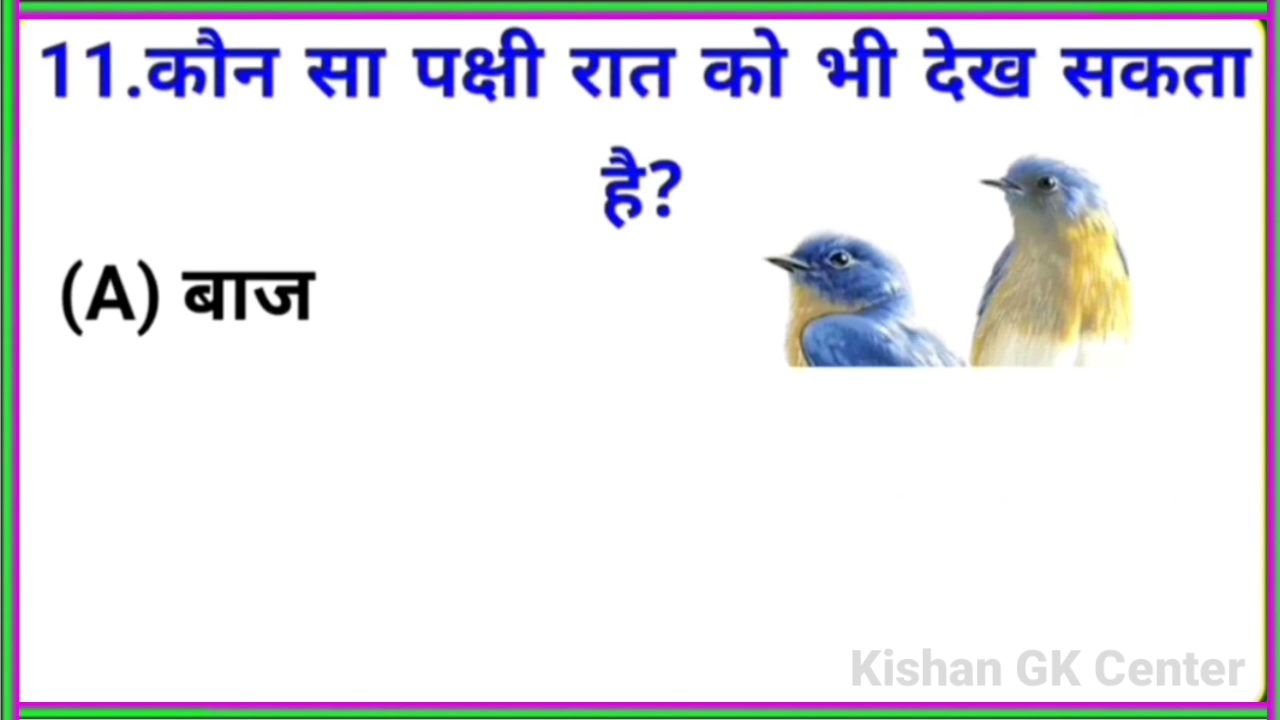 11.कौन सा पक्षी रात को भी देख सकता
है?
(A) बाज
Kishan GK Center